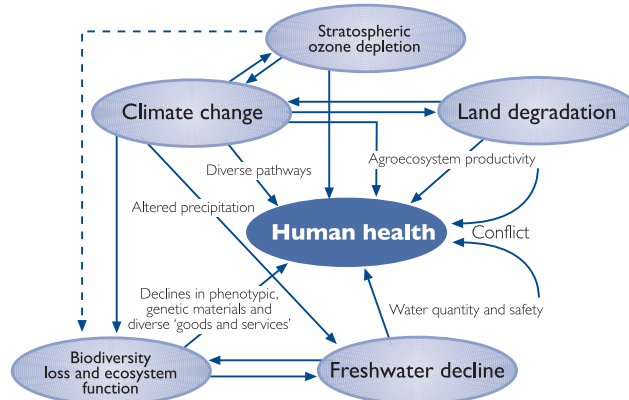 Stratospheric
ozone depletion
Climate change
Land degradation
Diverse pathways
Agroecosystem productivity
Altered precipitation
Human health
Conflict
Declines in phenotypic,
genetic materials and
diverse ‘goods and services’
Water quantity and safety
Biodiversity
loss and ecosystem
function
Freshwater decline